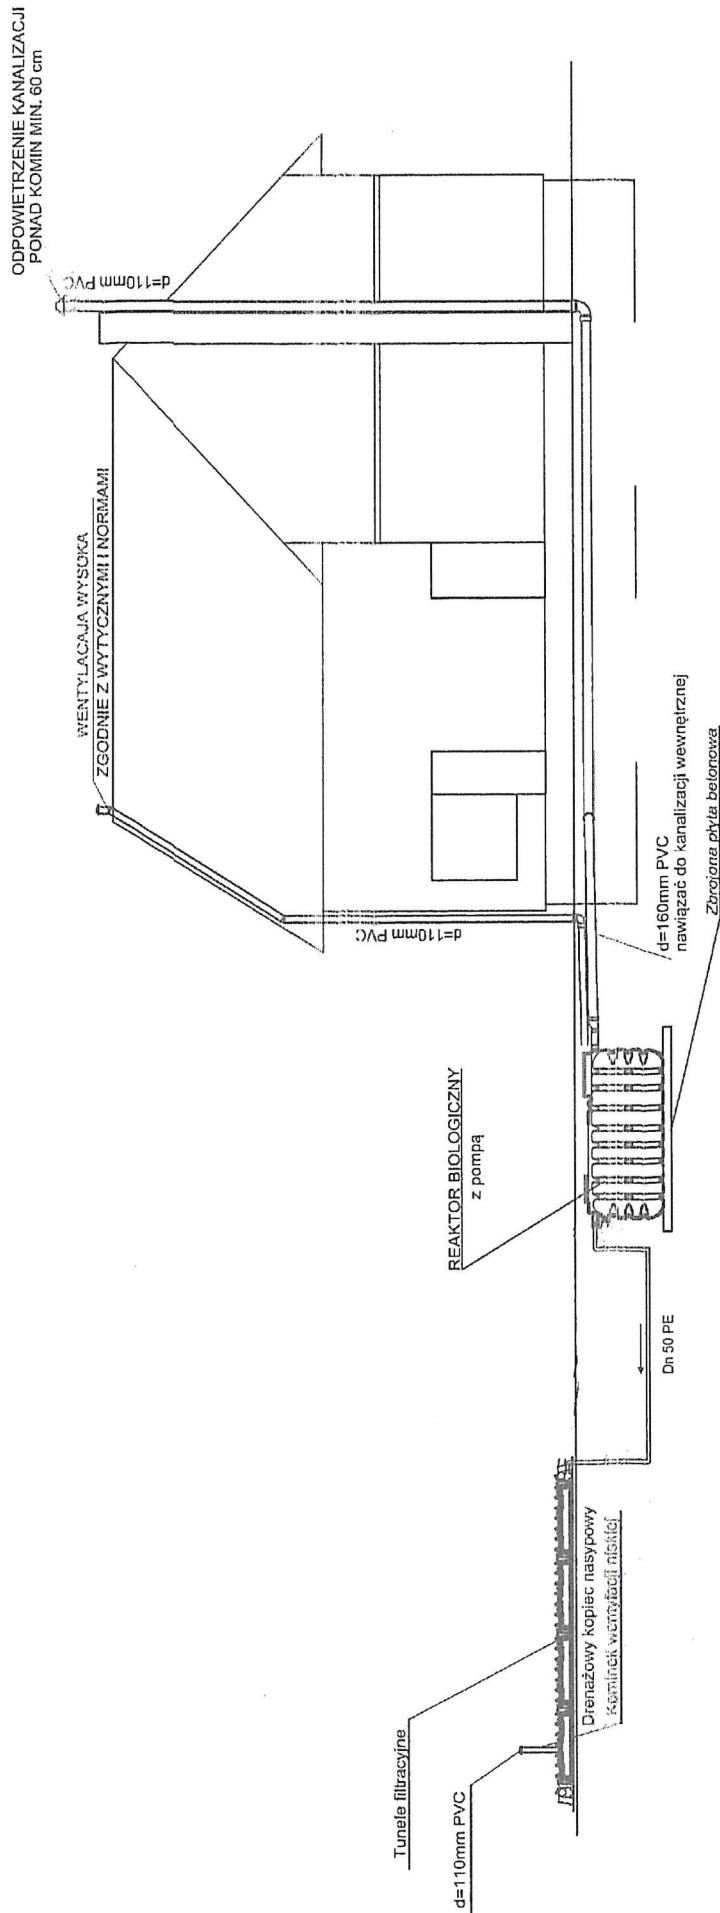 ODPOWIETRZENIE KANALIZACJI
PONAD KOMIN MIN. 60 cm
d=110mm PVC
WENTYLACAJA WYSOKA
ZGODNIE Z WYTYCZNYMI I NORMAMI
d=110mm PVC
d=160mm PVC
nawiązać do kanalizacji wewnętrznej
Zbrojona płyta betonowa
REAKTOR BIOLOGICZNY
z pompą
Dn 50 PE
Tunele filtracyjne
d=110mm PVC
Drenażowy kopiec nasypowy
Kominek wentylacji niskiej